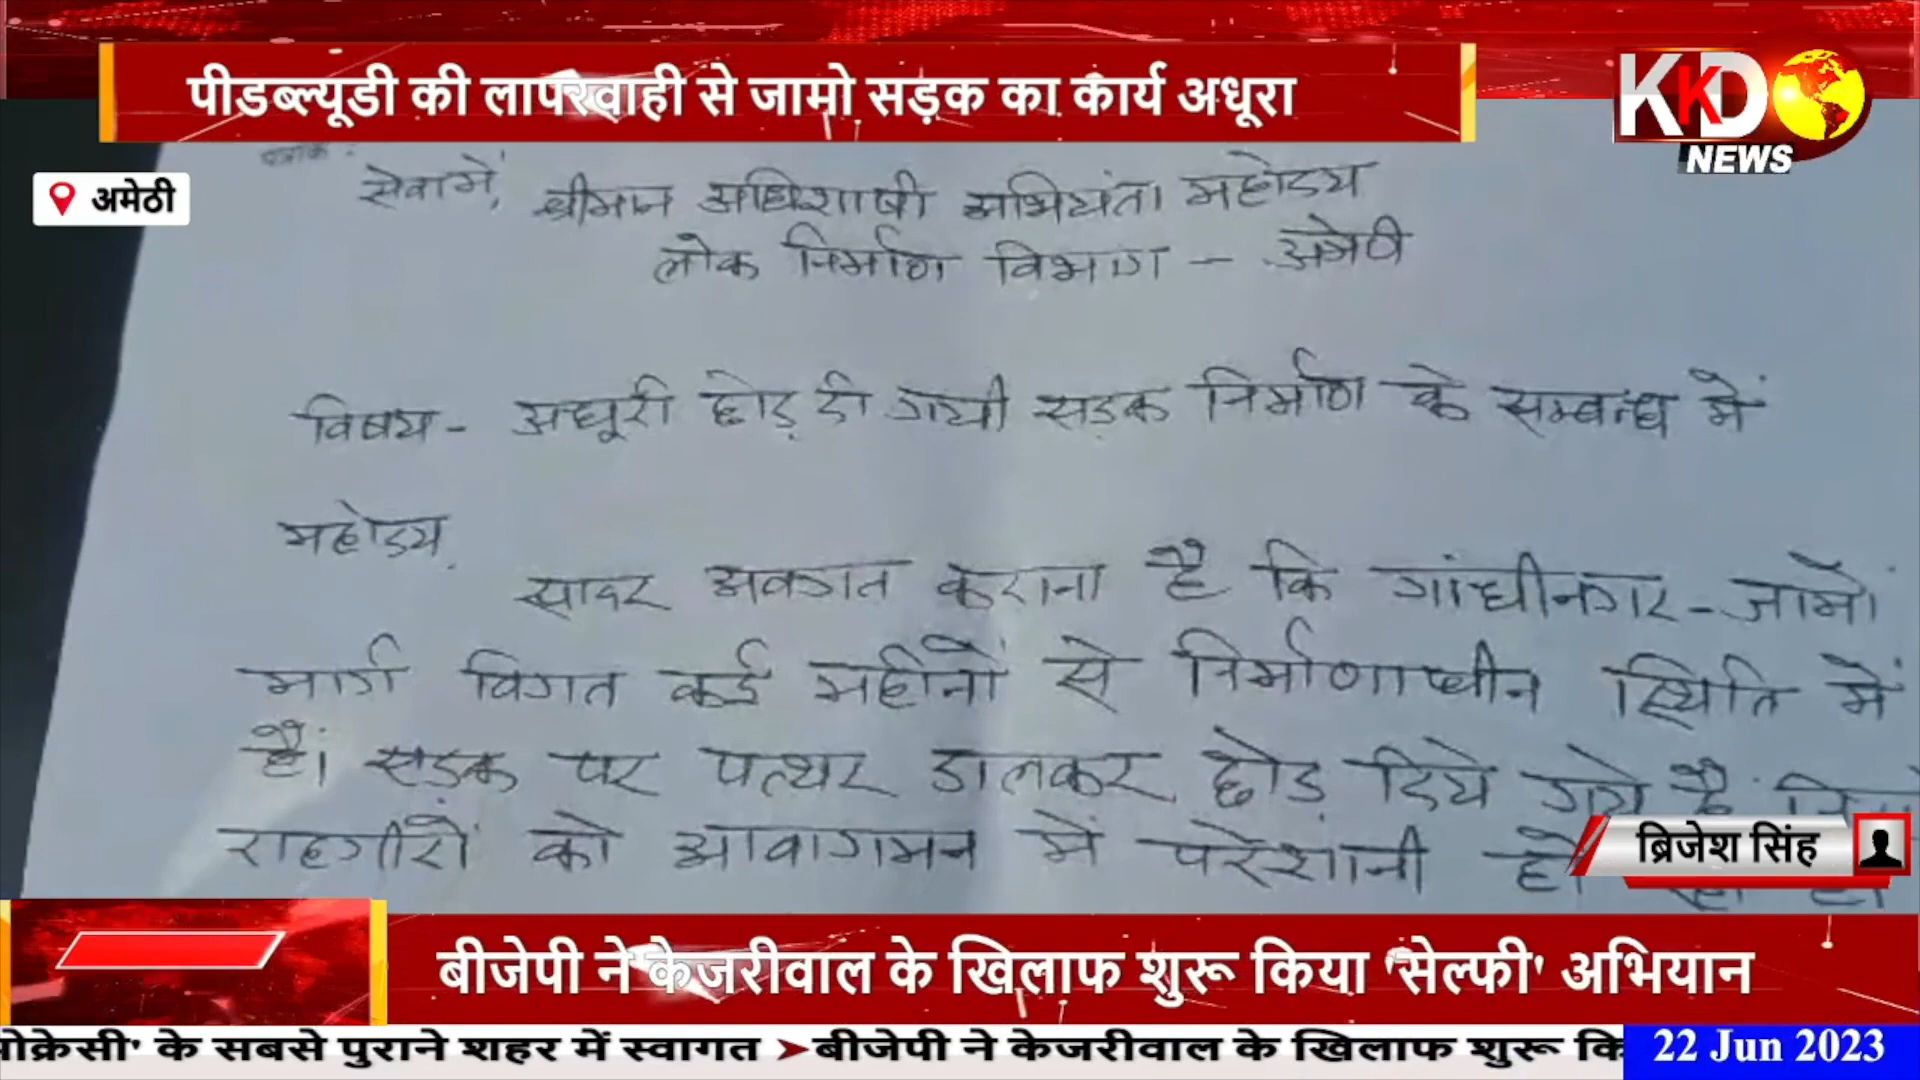 पीडब्ल्यूडी की लापरवाही से जामो सड़क का कार्य अधूरा
KKD
NEWS
अमेठी
पत्रांक :
सेवामें, श्रीमान अधिशाषी अभियंता महोदय
लोक निर्माण विभाग - अमेठी
विषय - अधूरी छोड़ दी गयी सड़क निर्माण के सम्बन्ध में
महोदय,
सादर अवगत कराना है कि गांधीनगर - जामों
मार्ग विगत कई महीनों से निर्माणाधीन स्थिति में
है। सड़क पर पत्थर डालकर छोड़ दिये गये हैं
राहगीरों को आवागमन में परेशानी हो
ब्रिजेश सिंह
बीजेपी ने केजरीवाल के खिलाफ शुरू किया 'सेल्फी' अभियान
ोक्रेसी' के सबसे पुराने शहर में स्वागत ➤बीजेपी ने केजरीवाल के खिलाफ शुरू कि
22 Jun 2023